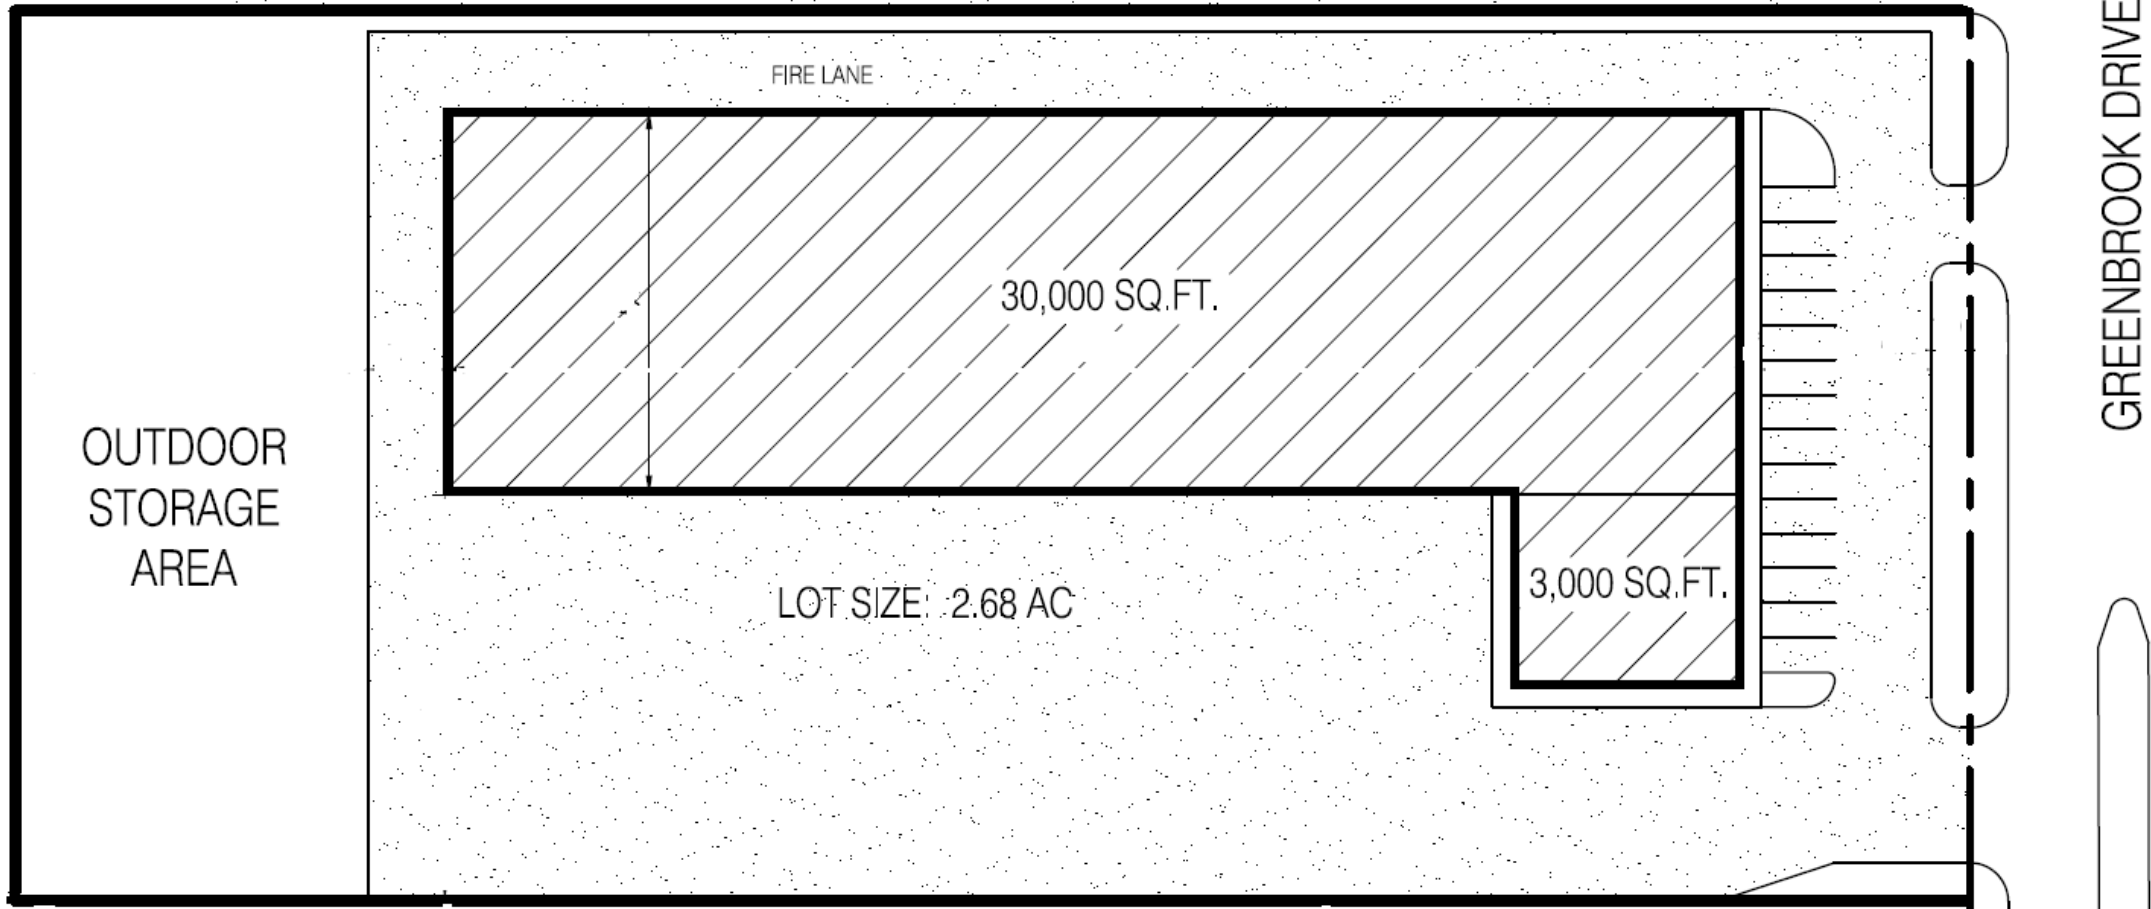 FIRE LANE
GREENBROOK DRIVE
30,000 SQ.FT.
OUTDOOR
STORAGE
AREA
LOT SIZE: 2.68 AC
3,000 SQ.FT.